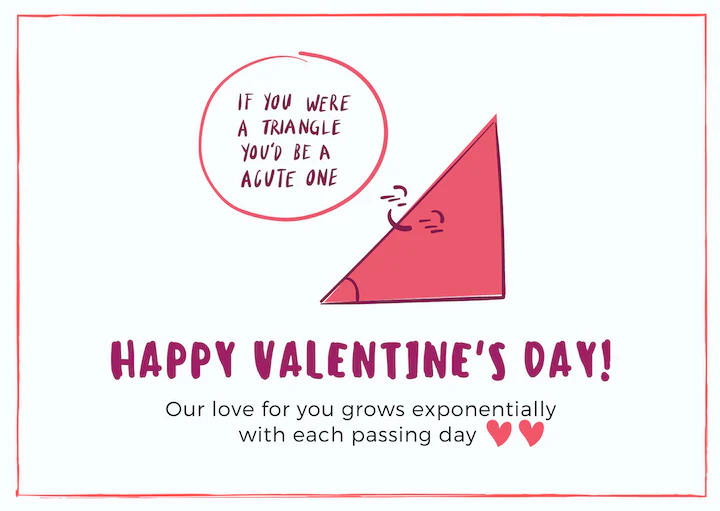 IF YOU WERE
A TRIANGLE
YOU'D BE A
ACUTE ONE
HAPPY VALENTINE'S DAY!
Our love for you grows exponentially
with each passing day